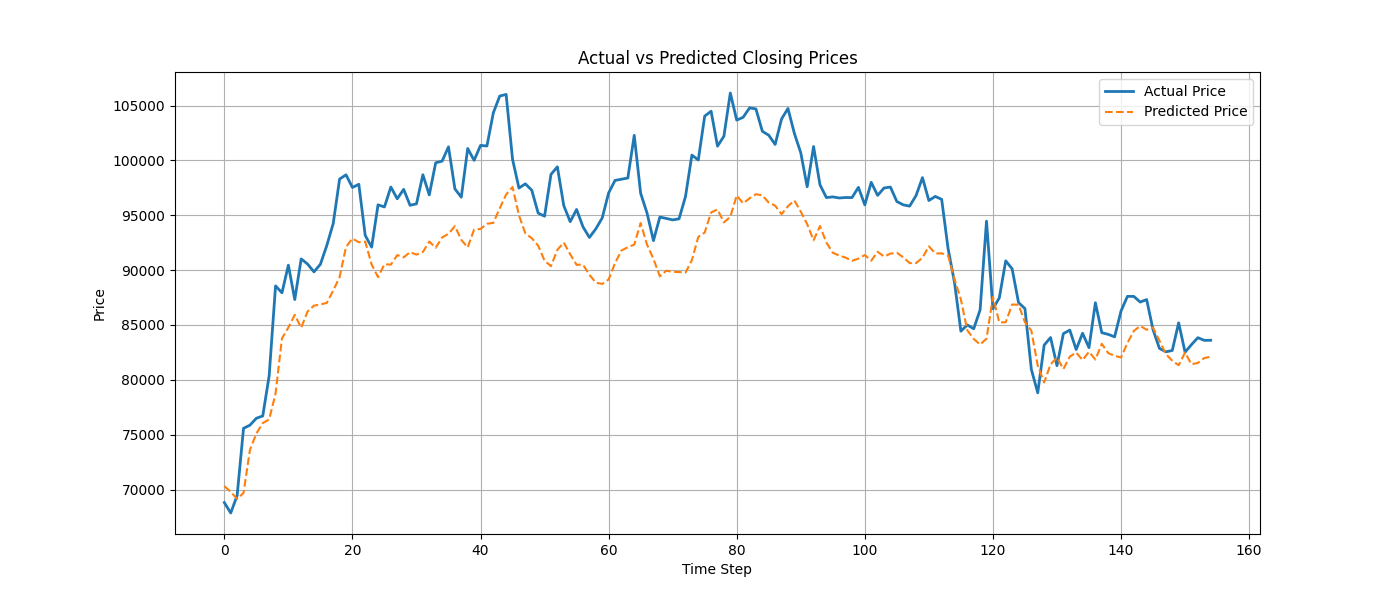 Actual vs Predicted Closing Prices
Actual Price
Predicted Price
105000
100000
95000
90000
85000
80000
75000
70000
Price
0 20 40 60 80 100 120 140 160
Time Step